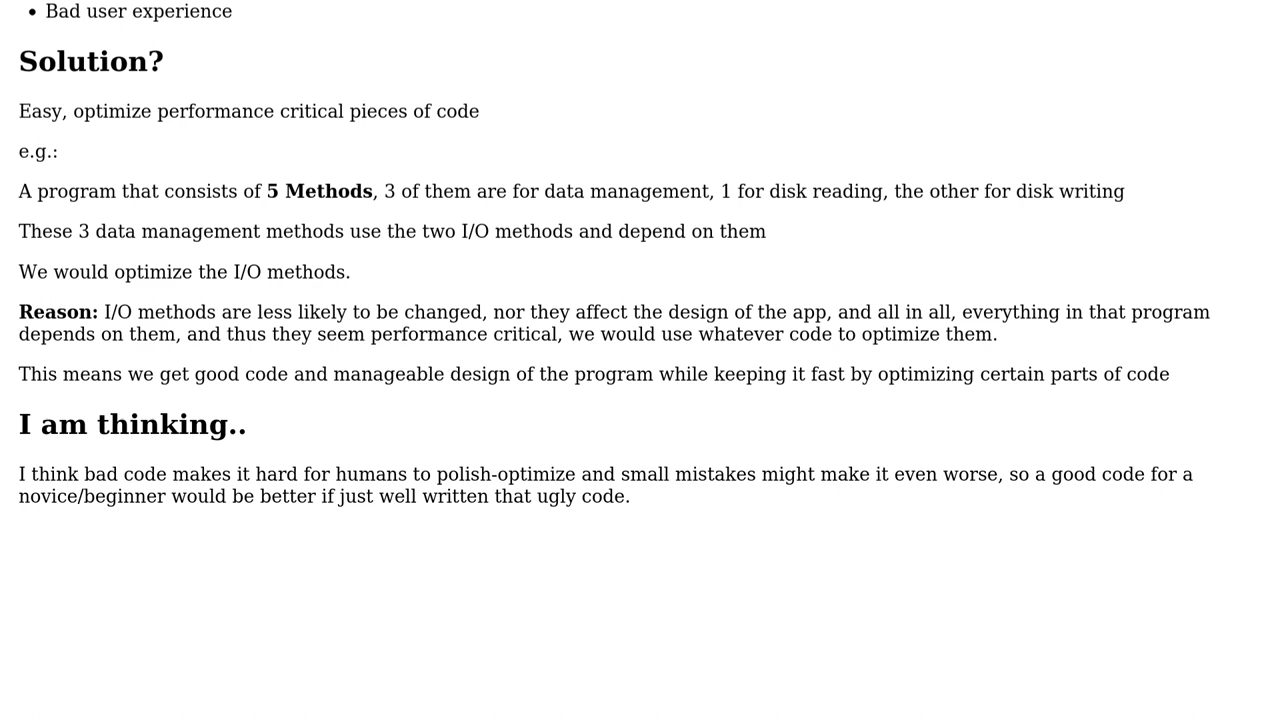 • Bad user experience
Solution?
Easy, optimize performance critical pieces of code
e.g.:
A program that consists of 5 Methods, 3 of them are for data management, 1 for disk reading, the other for disk writing
These 3 data management methods use the two I/O methods and depend on them
We would optimize the I/O methods.
Reason: I/O methods are less likely to be changed, nor they affect the design of the app, and all in all, everything in that program
depends on them, and thus they seem performance critical, we would use whatever code to optimize them.
This means we get good code and manageable design of the program while keeping it fast by optimizing certain parts of code
I am thinking..
I think bad code makes it hard for humans to polish-optimize and small mistakes might make it even worse, so a good code for a
novice/beginner would be better if just well written that ugly code.